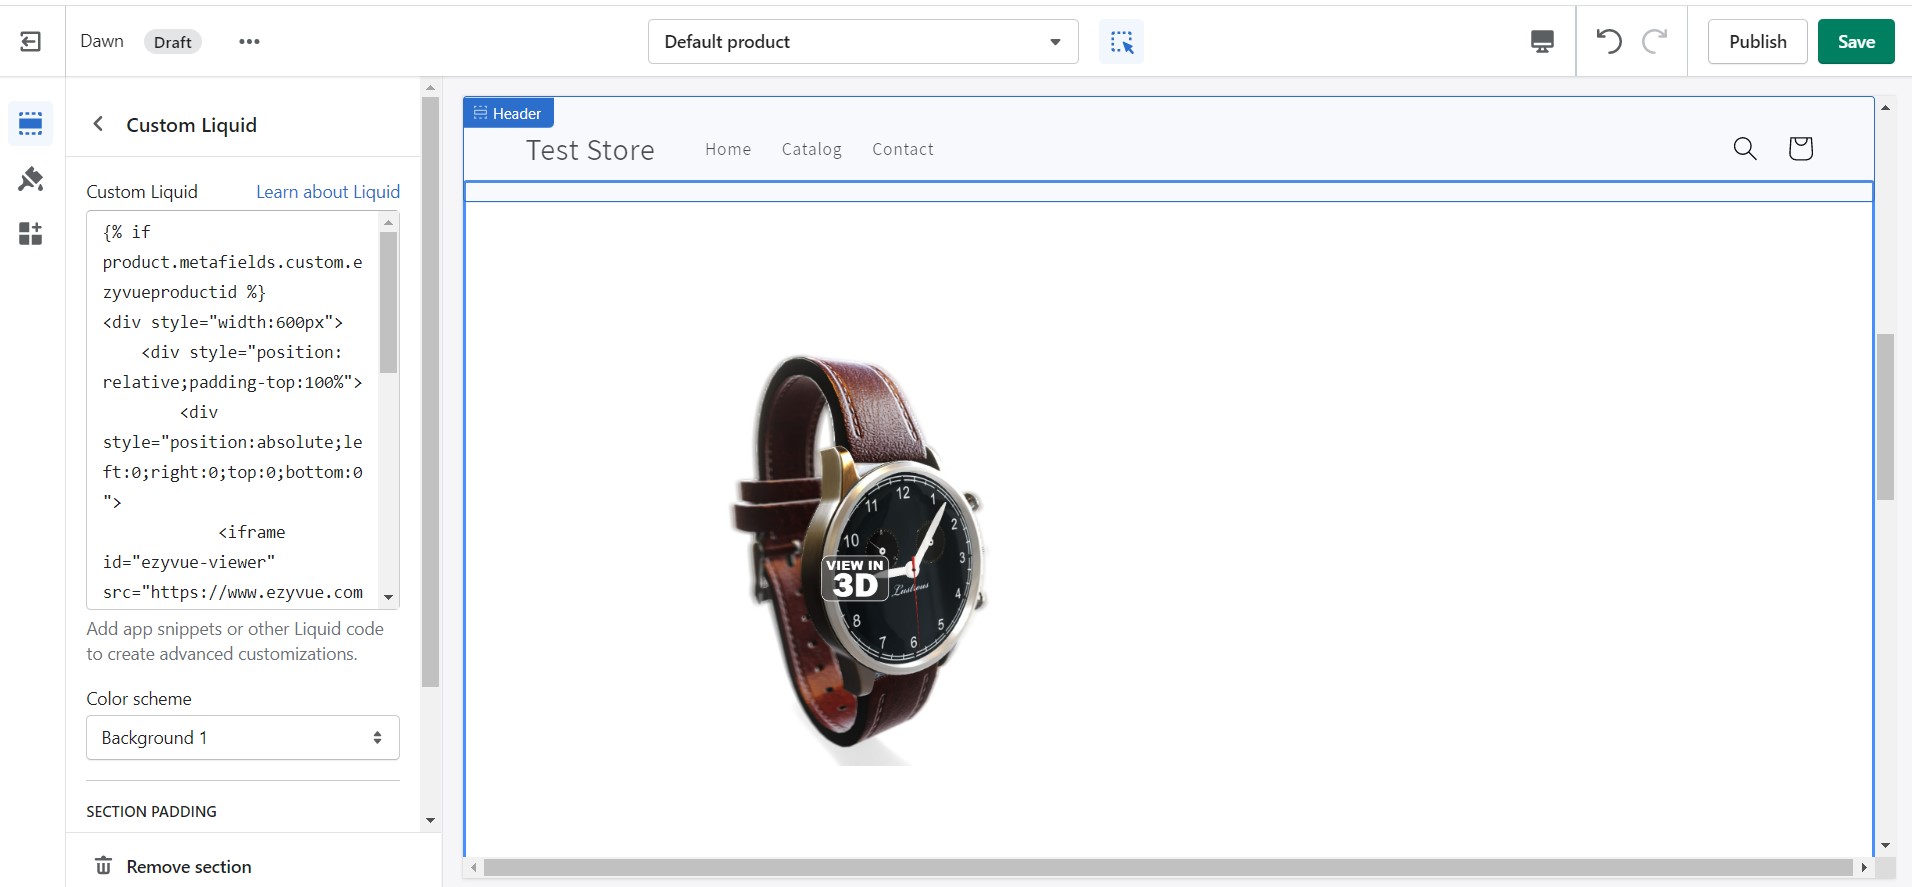 Dawn Draft
Default product
Publish Save
Custom Liquid
Custom Liquid Learn about Liquid
{% if
product.metafields.custom.e
zyvueproductid %}
<div style="width:600px">
<div style="position:
relative;padding-top:100%">
<div
style="position:absolute;le
ft:0;right:0;top:0;bottom:0
">
<iframe
id="ezyvue-viewer"
src="https://www.ezyvue.com
Add app snippets or other Liquid code
to create advanced customizations.
Color scheme
Background 1
SECTION PADDING
Remove section
Header
Test Store Home Catalog Contact
12
11 1
2
10
3
VIEW IN
3D
Lustrous
4
8 5
7 6